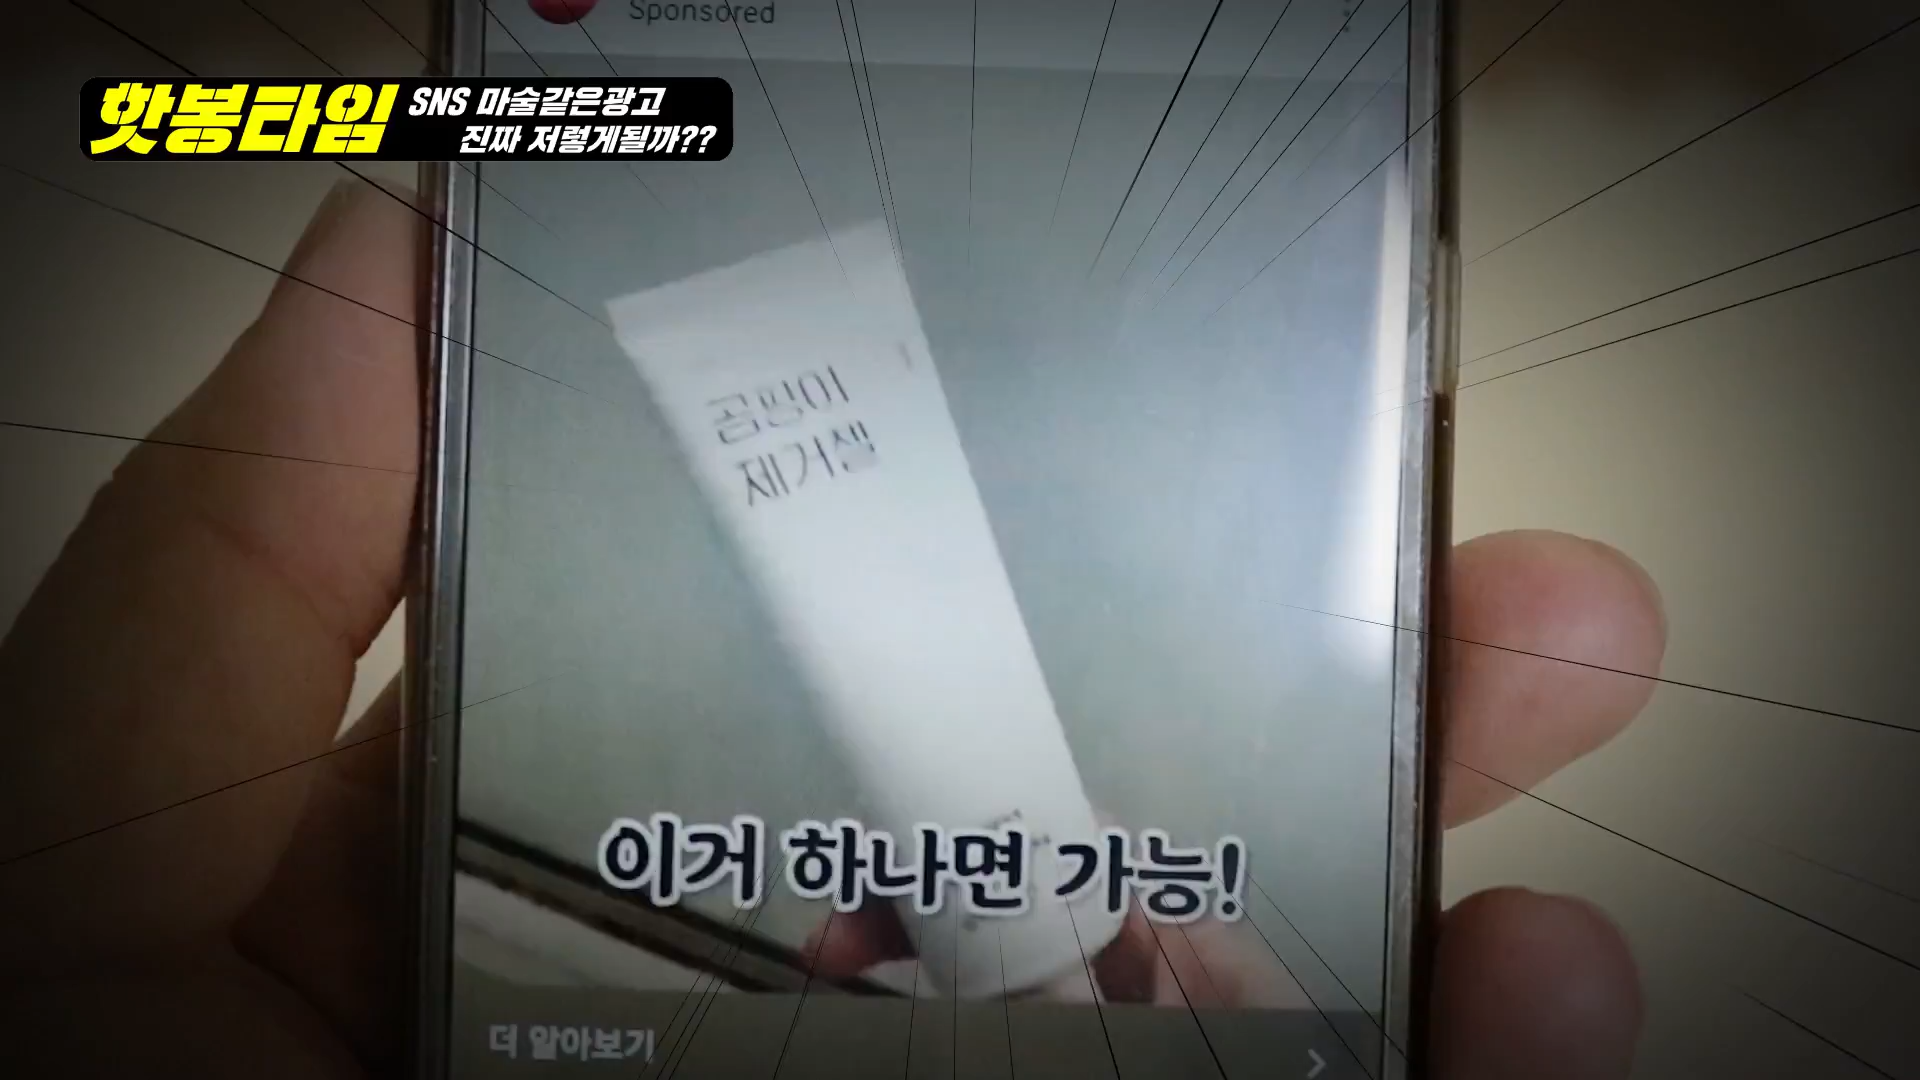 Sponsored
핫봉타임
SNS 마술같은광고
진짜 저렇게될까??
곰팡이
제거젤
이거 하나면 가능!
더 알아보기